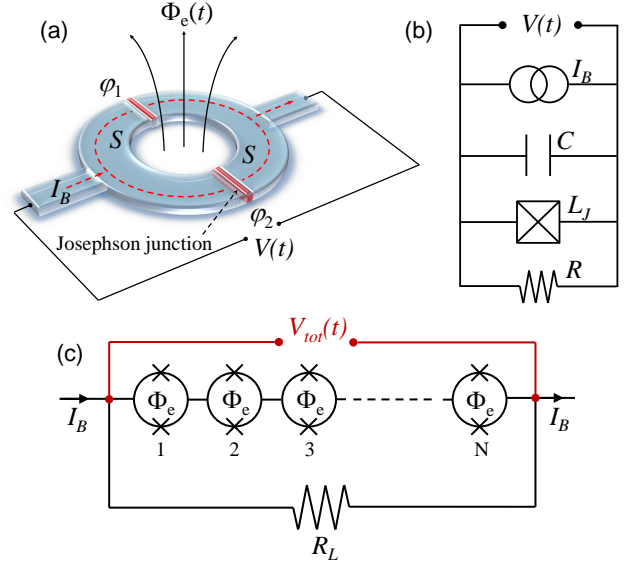 (a)
Φe(t)
φ1
S
S
IB
φ2
Josephson junction
V(t)
(b)
V(t)
IB
C
LJ
R
(c)
Vtot(t)
IB
Φe
Φe
Φe
Φe
IB
1
2
3
N
RL